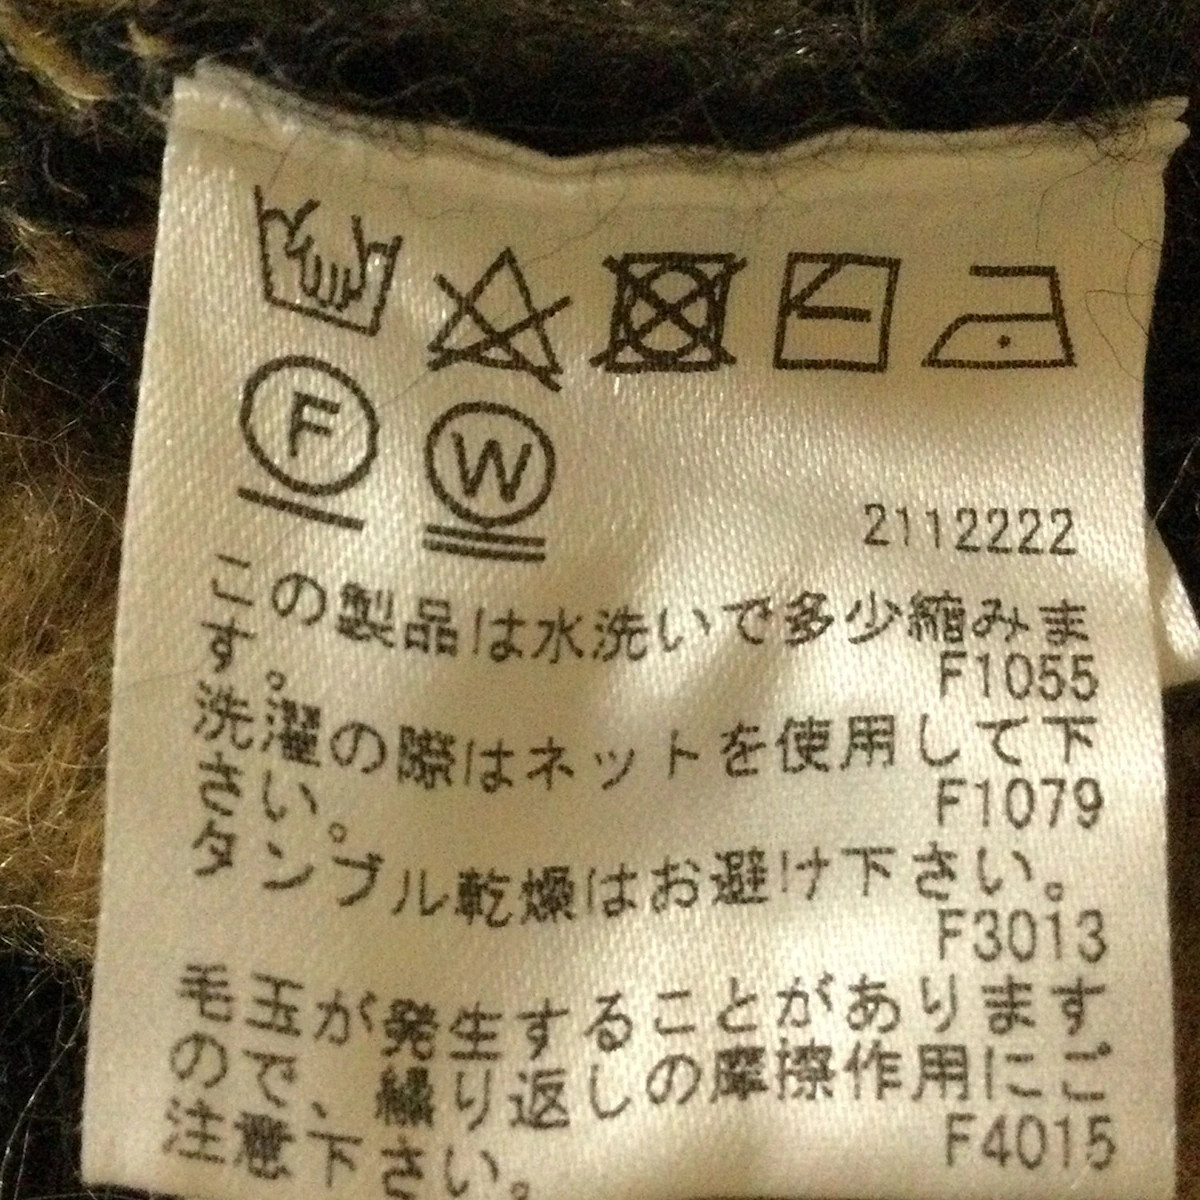 F
W
2112222
この製品は水洗いで多少縮みま
す。
F1055
洗濯の際はネットを使用して下
さい。
F1079
タンブル乾燥はお避け下さい。
F3013
毛玉が発生することがあります
ので、繰り返しの摩擦作用にご
注意下さい。
F4015